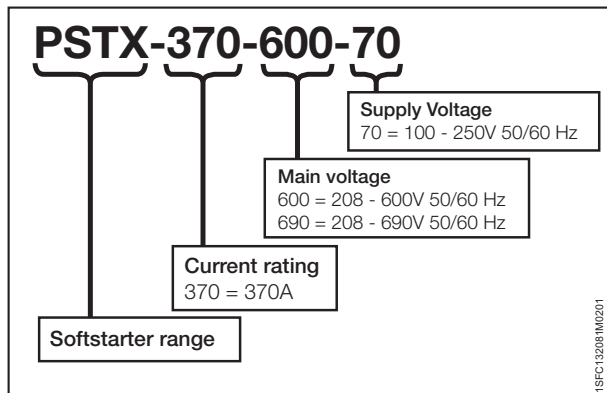 PSTX-370-600-70
Supply Voltage
70 = 100 - 250V 50/60 Hz
Main voltage
600 = 208 - 600V 50/60 Hz
690 = 208 - 690V 50/60 Hz
Current rating
370 = 370A
Softstarter range
1SFC132081M0201